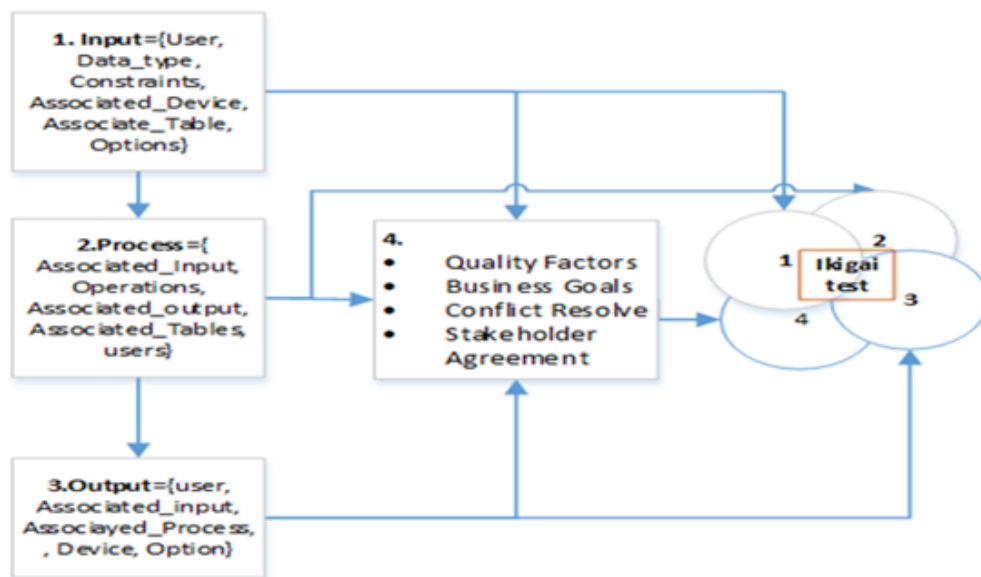 1. Input={User,
Data_type,
Constraints,
Associated_Device,
Associate_Table,
Options}
2.Process={
Associated_Input,
Operations,
Associated_output,
Associated_Tables,
users}
3.Output={user,
Associated_input,
Associayed_Process,
, Device, Option}
4.
• Quality Factors
• Business Goals
• Conflict Resolve
• Stakeholder
Agreement
1
2
Ikigai
test
3
4